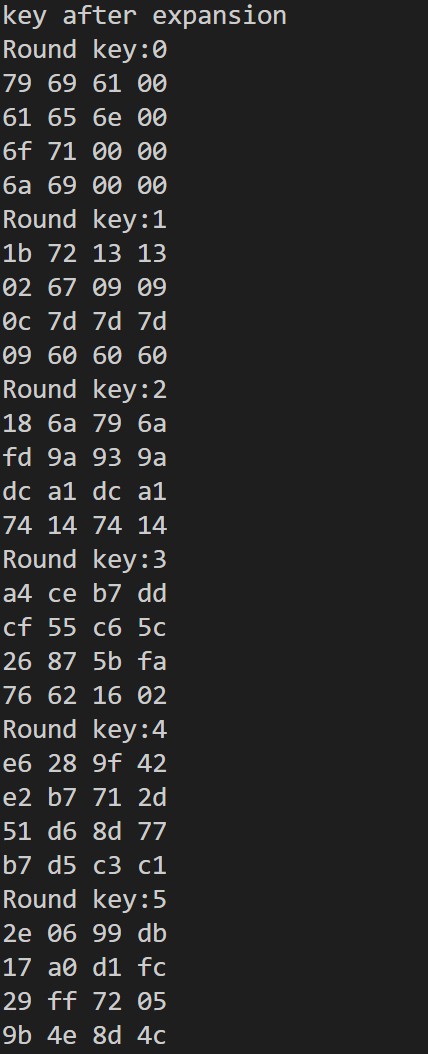 key after expansion
Round key:0
79 69 61 00
61 65 6e 00
6f 71 00 00
6a 69 00 00
Round key:1
1b 72 13 13
02 67 09 09
0c 7d 7d 7d
09 60 60 60
Round key:2
18 6a 79 6a
fd 9a 93 9a
dc a1 dc a1
74 14 74 14
Round key:3
a4 ce b7 dd
cf 55 c6 5c
26 87 5b fa
76 62 16 02
Round key:4
e6 28 9f 42
e2 b7 71 2d
51 d6 8d 77
b7 d5 c3 c1
Round key:5
2e 06 99 db
17 a0 d1 fc
29 ff 72 05
9b 4e 8d 4c